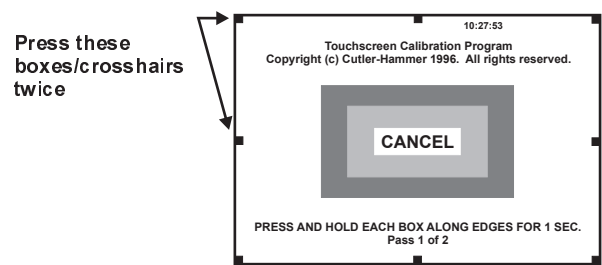 Press these
boxes/crosshairs
twice
10:27:53
Touchscreen Calibration Program
Copyright (c) Cutler-Hammer 1996. All rights reserved.
CANCEL
PRESS AND HOLD EACH BOX ALONG EDGES FOR 1 SEC.
Pass 1 of 2